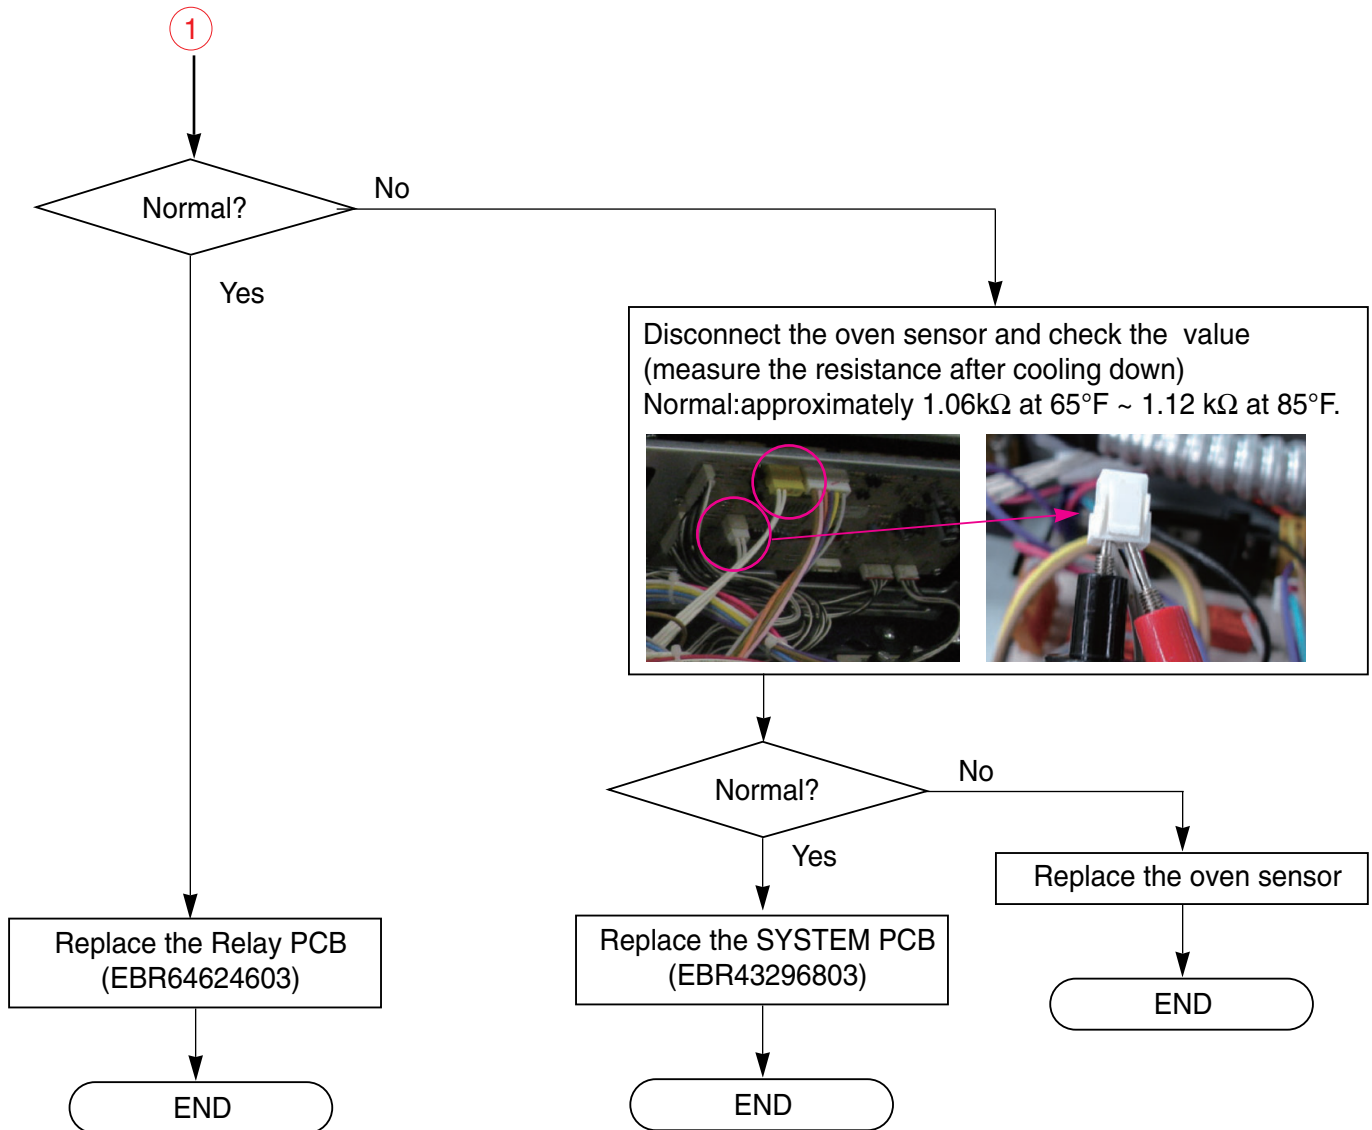 1
Normal?
No
Yes
Disconnect the oven sensor and check the value
(measure the resistance after cooling down)
Normal:approximately 1.06kΩ at 65°F ~ 1.12 kΩ at 85°F.
Normal?
No
Yes
Replace the oven sensor
Replace the Relay PCB
(EBR64624603)
Replace the SYSTEM PCB
(EBR43296803)
END
END
END